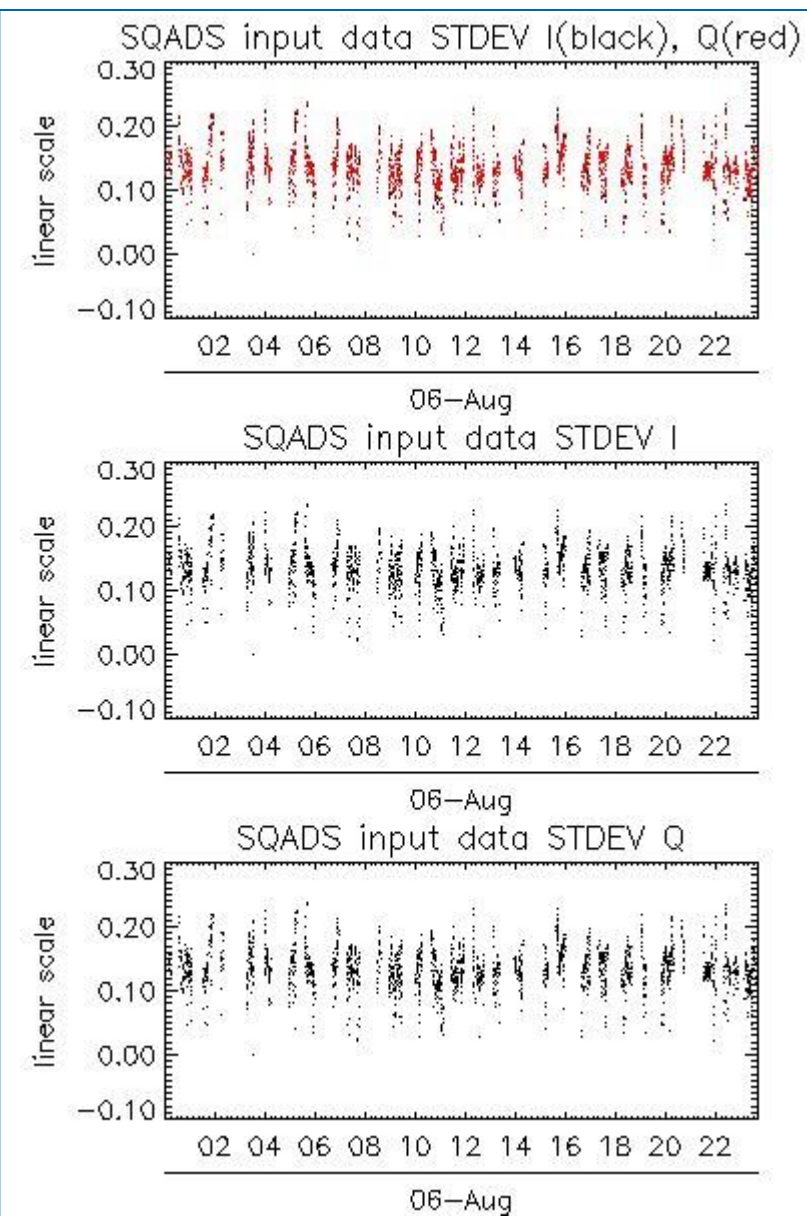 SQADS input data STDEV I(black), Q(red)
0.30
0.20
0.10
0.00
−0.10
linear scale
02 04 06 08 10 12 14 16 18 20 22
06−Aug
SQADS input data STDEV I
0.30
0.20
0.10
0.00
−0.10
linear scale
02 04 06 08 10 12 14 16 18 20 22
06−Aug
SQADS input data STDEV Q
0.30
0.20
0.10
0.00
−0.10
linear scale
02 04 06 08 10 12 14 16 18 20 22
06−Aug